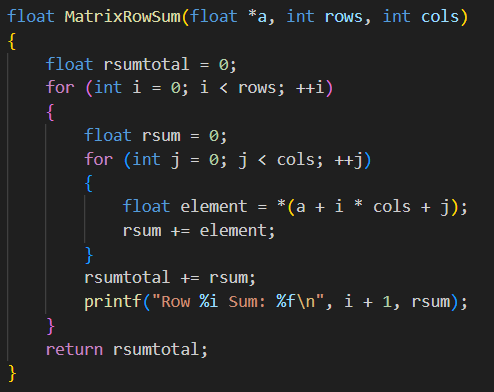 float MatrixRowSum(float *a, int rows, int cols)
{
    float rsumtotal = 0;
    for (int i = 0; i < rows; ++i)
    {
        float rsum = 0;
        for (int j = 0; j < cols; ++j)
        {
            float element = *(a + i * cols + j);
            rsum += element;
        }
        rsumtotal += rsum;
        printf("Row %i Sum: %f\n", i + 1, rsum);
    }
    return rsumtotal;
}